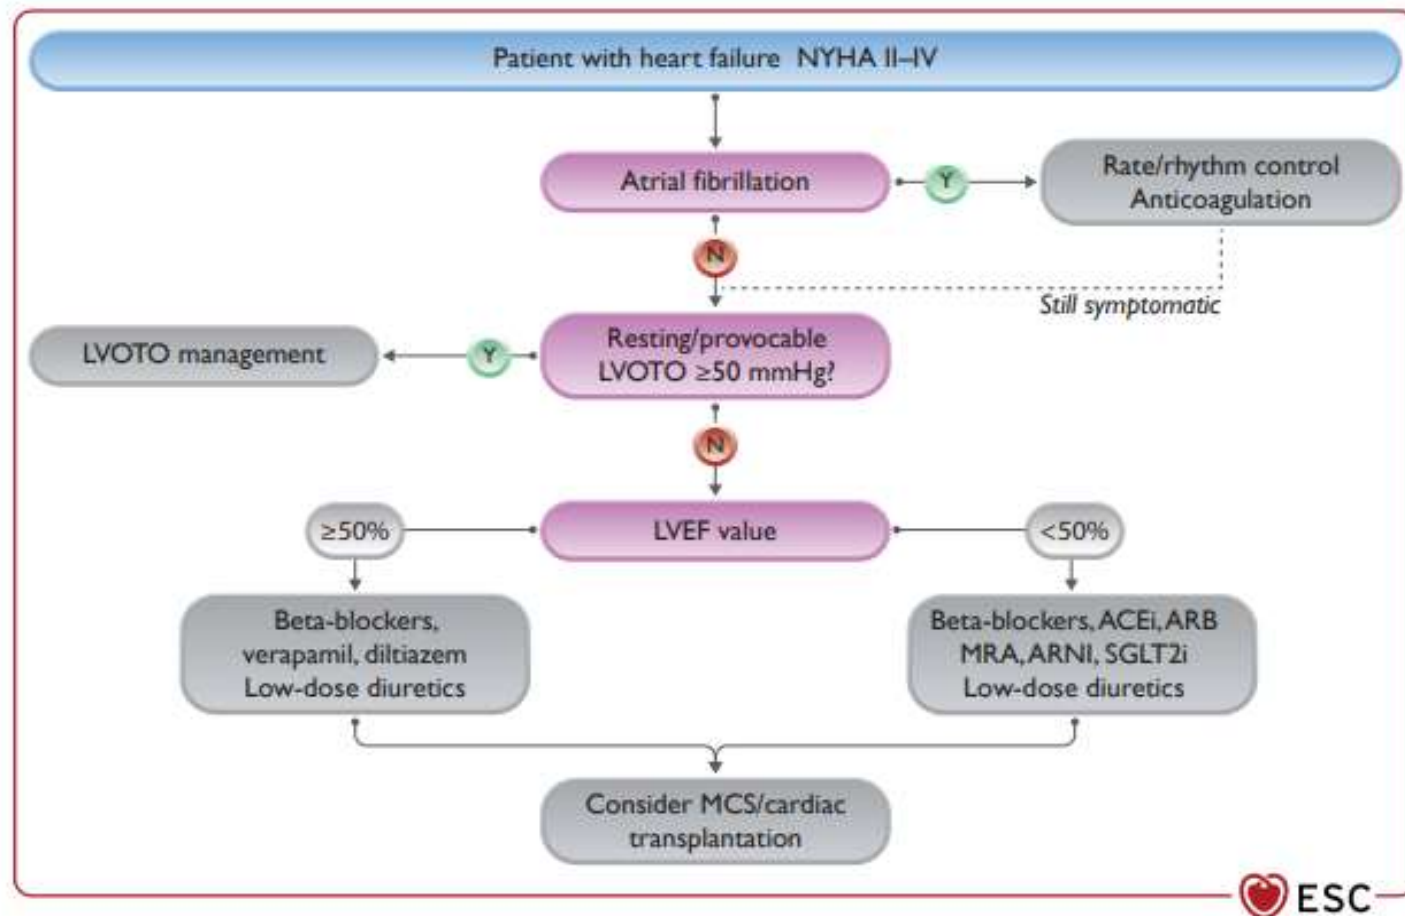 Patient with heart failure NYHA II–IV
Atrial fibrillation
Y
Rate/rhythm control
Anticoagulation
N
Still symptomatic
Resting/provocable
LVOTO ≥50 mmHg?
Y
LVOTO management
N
LVEF value
≥50%
<50%
Beta-blockers,
verapamil, diltiazem
Low-dose diuretics
Beta-blockers, ACEi, ARB
MRA, ARNI, SGLT2i
Low-dose diuretics
Consider MCS/cardiac
transplantation
ESC